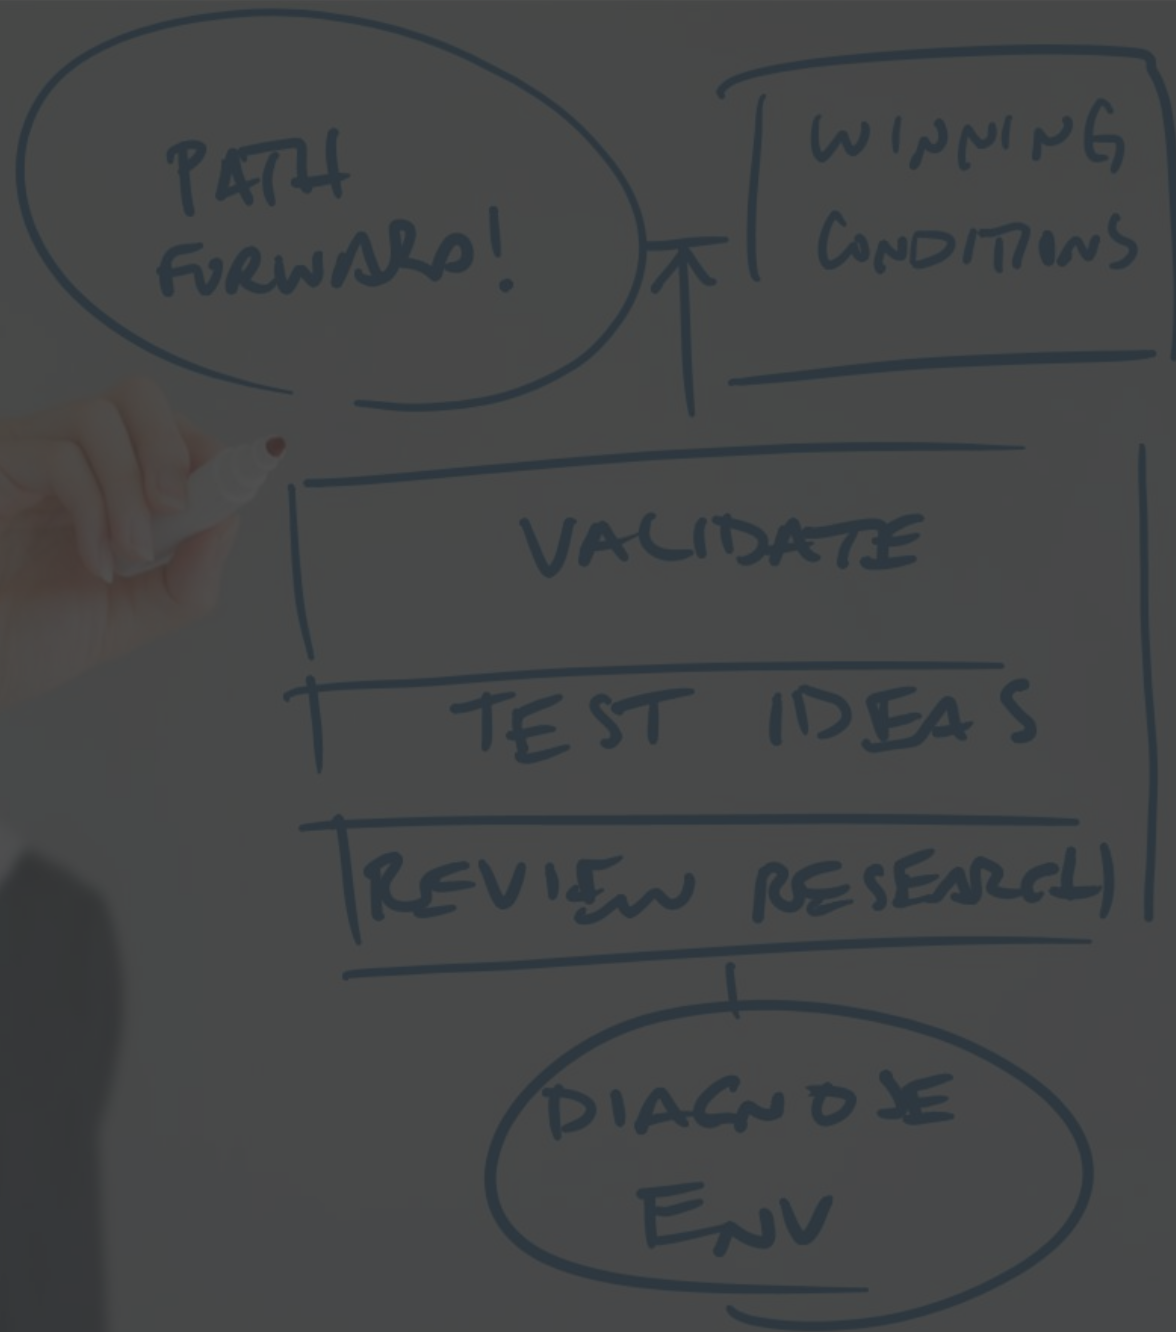 PATH
FORWARD!
WINNING
CONDITIONS
VALIDATE
TEST IDEAS
REVIEW RESEARCH
DIAGNOSE
ENV